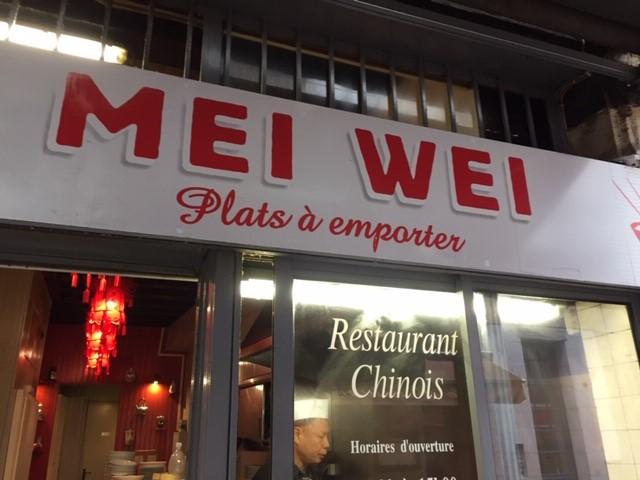 MEI WEI
Plats à emporter
Restaurant
Chinois
Horaires d'ouverture